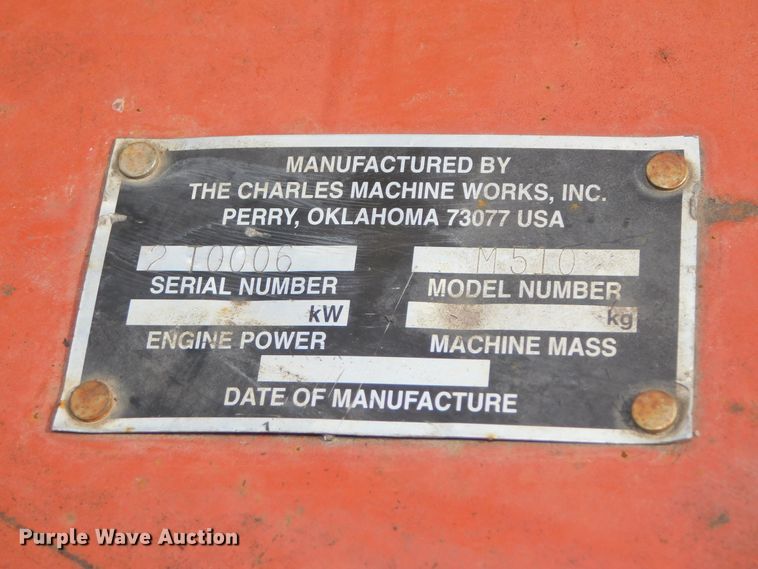 MANUFACTURED BY
THE CHARLES MACHINE WORKS, INC.
PERRY, OKLAHOMA 73077 USA
2T0006 M510
SERIAL NUMBER MODEL NUMBER
kW kg
ENGINE POWER MACHINE MASS
DATE OF MANUFACTURE
1
Purple Wave Auction